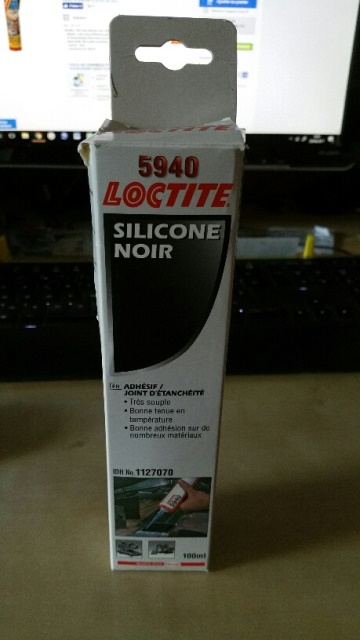 LOCTITE
5940
LOCTITE
SILICONE
NOIR
ADHÉSIF /
JOINT D'ÉTANCHÉITÉ
• Très souple
• Bonne tenue en
température
• Bonne adhésion sur de
nombreux matériaux
IDH No. 1127070
100ml